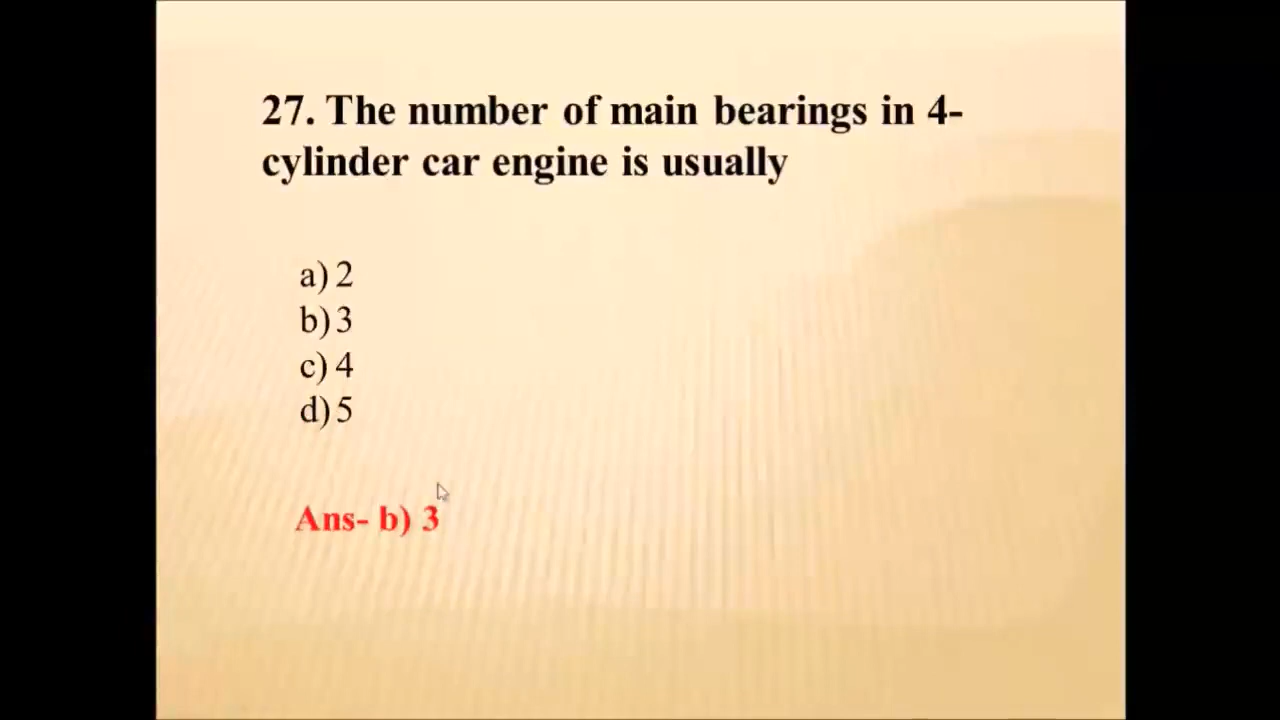 27. The number of main bearings in 4-
cylinder car engine is usually
a) 2
b) 3
c) 4
d) 5
Ans- b) 3